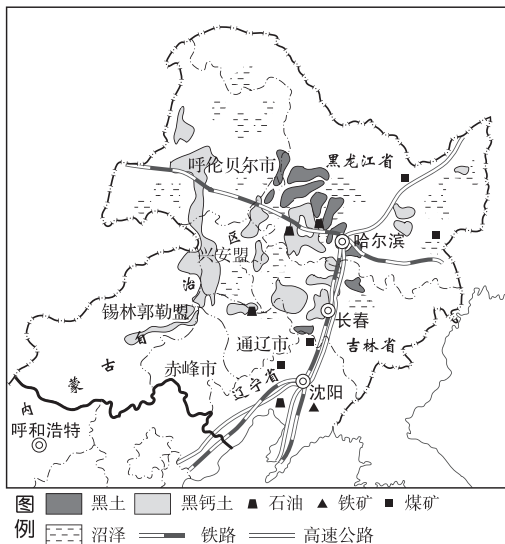 呼伦贝尔市
黑龙江省
哈尔滨
兴安盟
区
治
自
锡林郭勒盟
长春
通辽市
吉林省
赤峰市
辽宁省
沈阳
古
蒙
内
呼和浩特
图例
黑土 黑钙土 石油 铁矿 煤矿
沼泽 铁路 高速公路